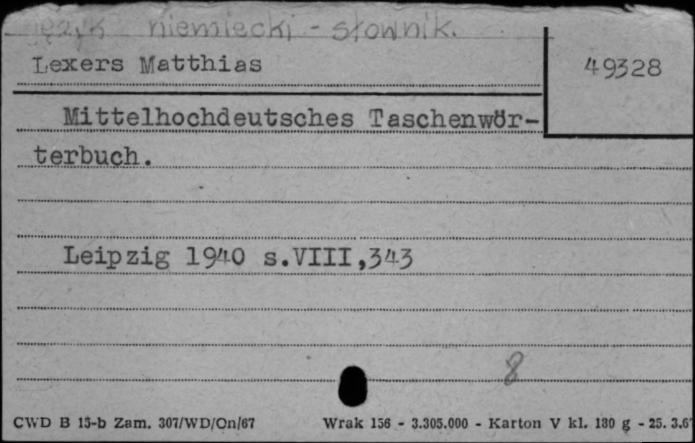 język niemiecki - słownik.
Lexers Matthias
49328
Mittelhochdeutsches Taschenwör-
terbuch.
Leipzig 1940 s.VIII,343
8
CWD B 15-b Zam. 307/WD/On/67 Wrak 156 - 3.305.000 - Karton V kl. 180 g - 25.3.6